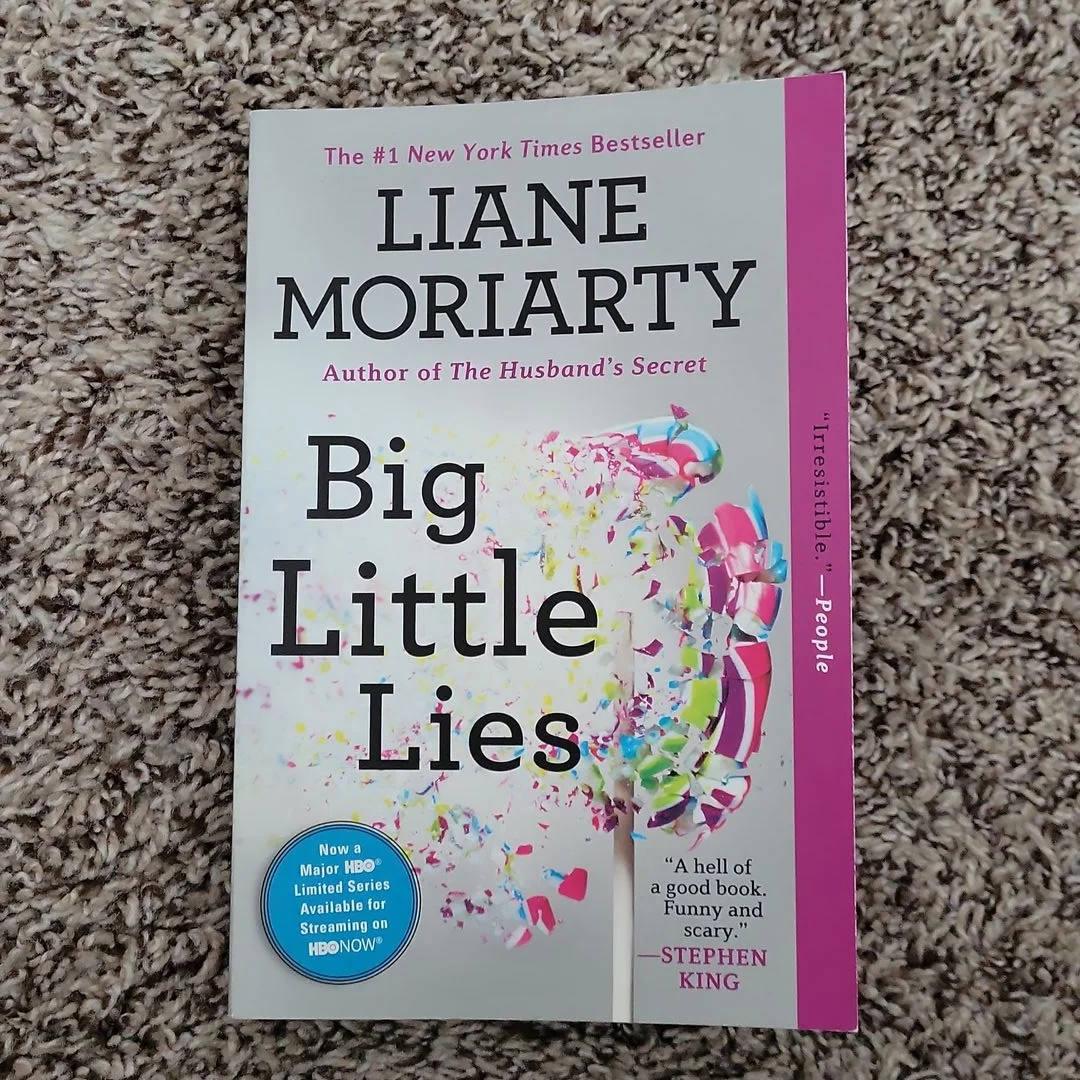 The #1 New York Times Bestseller
LIANE
MORIARTY
Author of The Husband's Secret
Big
Little
Lies
"Irresistible."—People
Now a
Major HBO®
Limited Series
Available for
Streaming on
HBONOW®
"A hell of
a good book.
Funny and
scary."
—STEPHEN
KING